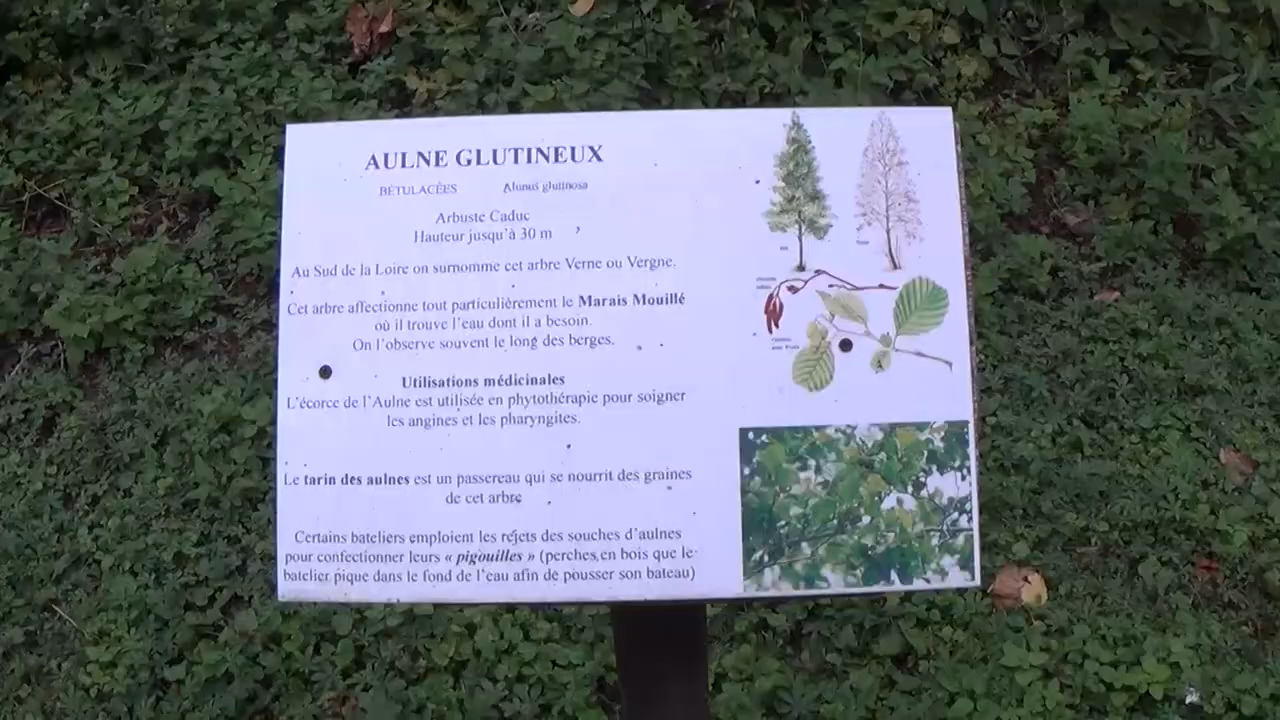 AULNE GLUTINEUX
BÉTULACÉES Alunus glutinosa
Arbuste Caduc
Hauteur jusqu'à 30 m
Au Sud de la Loire on surnomme cet arbre Verne ou Vergne.
Cet arbre affectionne tout particulièrement le Marais Mouillé
où il trouve l'eau dont il a besoin.
On l'observe souvent le long des berges.
Utilisations médicinales
L'écorce de l'Aulne est utilisée en phytothérapie pour soigner
les angines et les pharyngites.
Le tarin des aulnes est un passereau qui se nourrit des graines
de cet arbre
Certains bateliers emploient les rejets des souches d'aulnes
pour confectionner leurs « pigouilles » (perches en bois que le
batelier pique dans le fond de l'eau afin de pousser son bateau)